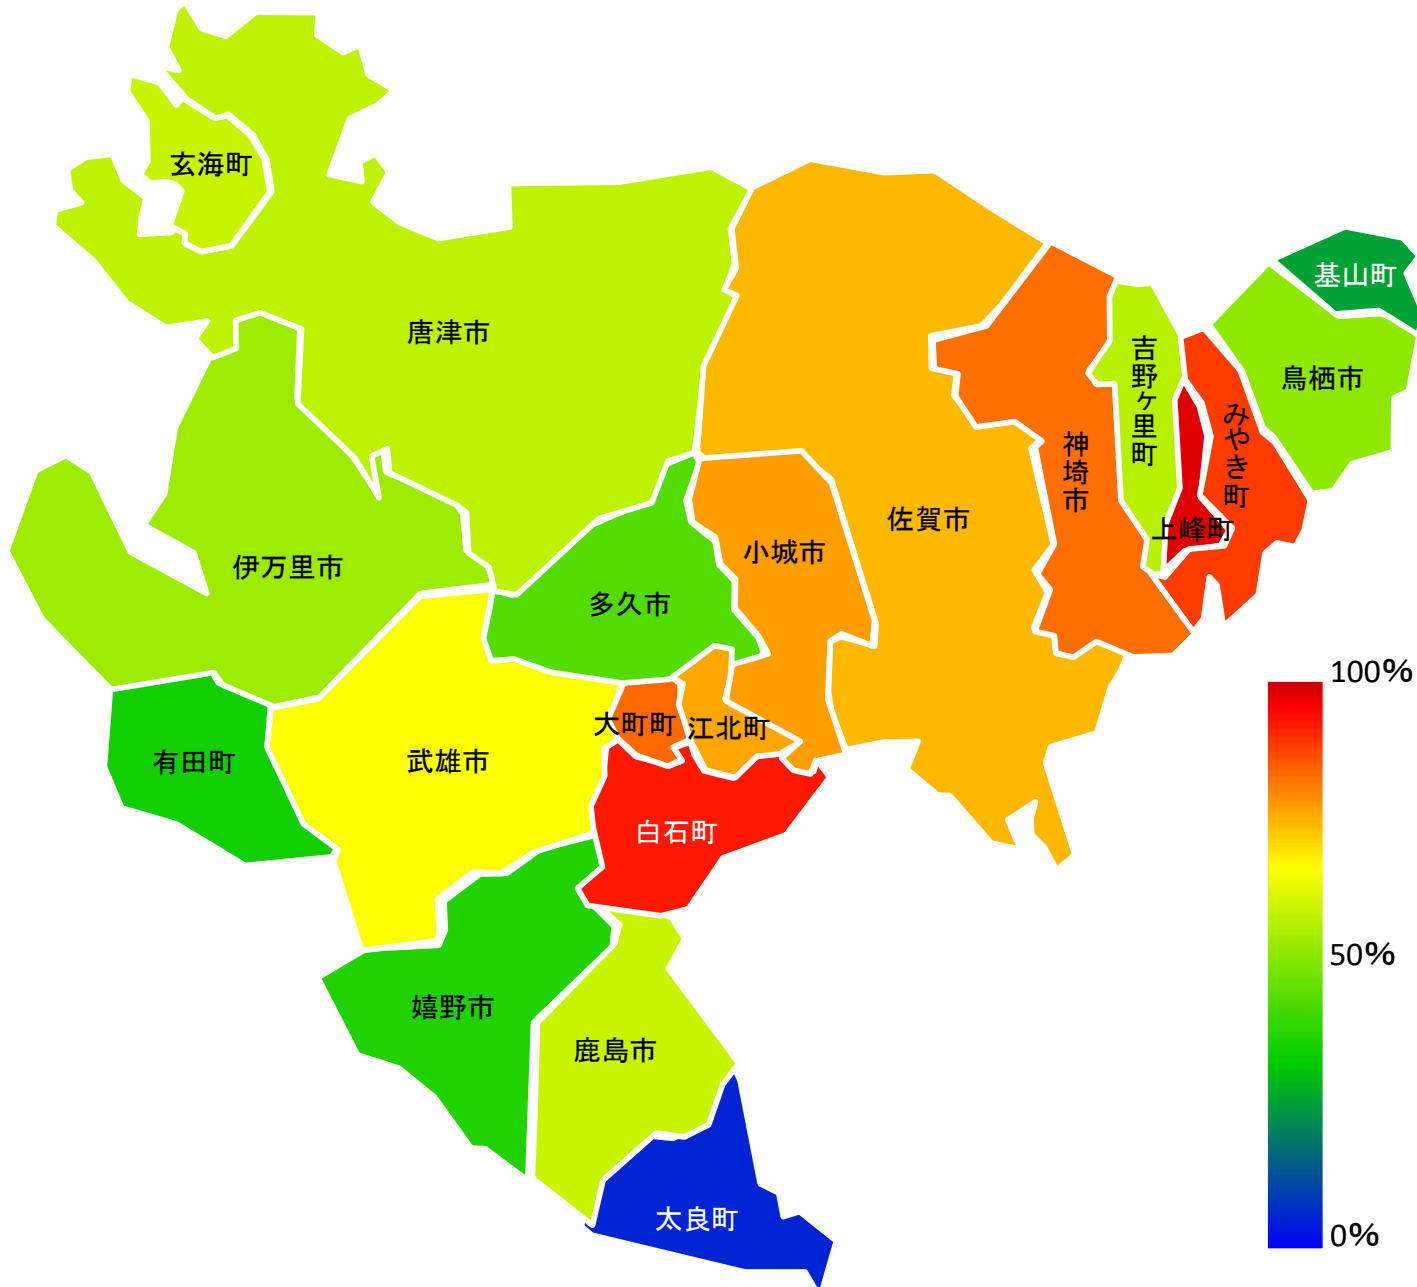 玄海町
基山町
唐津市
吉野ヶ里町
鳥栖市
みやき町
神埼市
佐賀市
上峰町
小城市
伊万里市
多久市
100%
大町町
江北町
有田町
武雄市
白石町
50%
嬉野市
鹿島市
太良町
0%